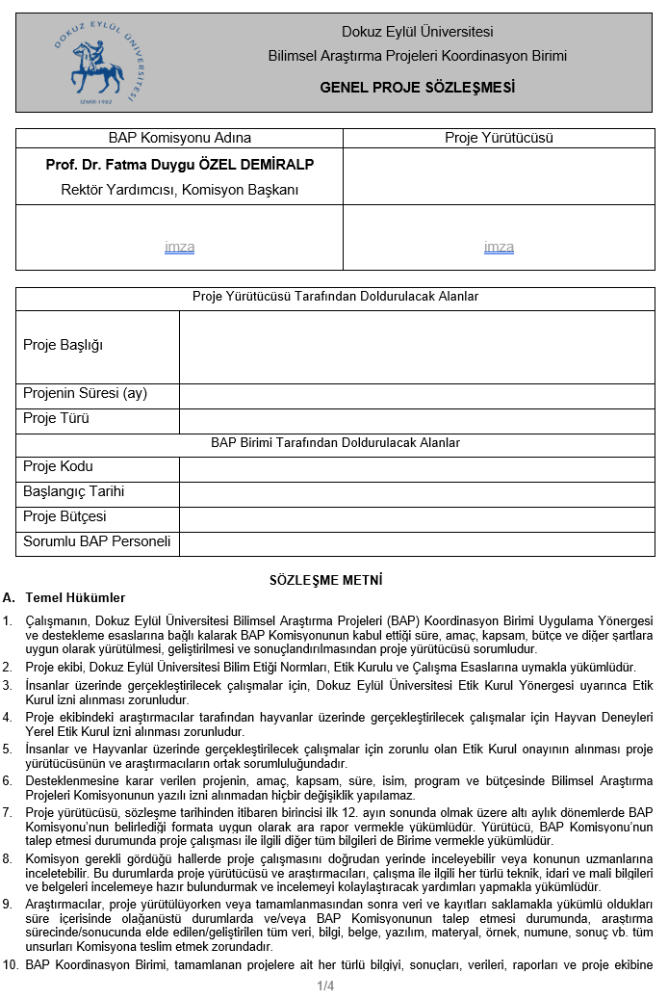 DOKUZ EYLÜL ÜNİVERSİTESİ
İZMİR-1982
Dokuz Eylül Üniversitesi
Bilimsel Araştırma Projeleri Koordinasyon Birimi
GENEL PROJE SÖZLEŞMESİ
BAP Komisyonu Adına
Proje Yürütücüsü
Prof. Dr. Fatma Duygu ÖZEL DEMİRALP
Rektör Yardımcısı, Komisyon Başkanı
imza
imza
Proje Yürütücüsü Tarafından Doldurulacak Alanlar
Proje Başlığı
Projenin Süresi (ay)
Proje Türü
BAP Birimi Tarafından Doldurulacak Alanlar
Proje Kodu
Başlangıç Tarihi
Proje Bütçesi
Sorumlu BAP Personeli
SÖZLEŞME METNİ
A. Temel Hükümler
1. Çalışmanın, Dokuz Eylül Üniversitesi Bilimsel Araştırma Projeleri (BAP) Koordinasyon Birimi Uygulama Yönergesi
ve destekleme esaslarına bağlı kalarak BAP Komisyonunun kabul ettiği süre, amaç, kapsam, bütçe ve diğer şartlara
uygun olarak yürütülmesi, geliştirilmesi ve sonuçlandırılmasından proje yürütücüsü sorumludur.
2. Proje ekibi, Dokuz Eylül Üniversitesi Bilim Etiği Normları, Etik Kurulu ve Çalışma Esaslarına uymakla yükümlüdür.
3. İnsanlar üzerinde gerçekleştirilecek çalışmalar için, Dokuz Eylül Üniversitesi Etik Kurul Yönergesi uyarınca Etik
Kurul izni alınması zorunludur.
4. Proje ekibindeki araştırmacılar tarafından hayvanlar üzerinde gerçekleştirilecek çalışmalar için Hayvan Deneyleri
Yerel Etik Kurul izni alınması zorunludur.
5. İnsanlar ve Hayvanlar üzerinde gerçekleştirilecek çalışmalar için zorunlu olan Etik Kurul onayının alınması proje
yürütücüsünün ve araştırmacıların ortak sorumluluğundadır.
6. Desteklenmesine karar verilen projenin, amaç, kapsam, süre, isim, program ve bütçesinde Bilimsel Araştırma
Projeleri Komisyonunun yazılı izni alınmadan hiçbir değişiklik yapılamaz.
7. Proje yürütücüsü, sözleşme tarihinden itibaren birincisi ilk 12. ayın sonunda olmak üzere altı aylık dönemlerde BAP
Komisyonu’nun belirlediği formata uygun olarak ara rapor vermekle yükümlüdür. Yürütücü, BAP Komisyonu’nun
talep etmesi durumunda proje çalışması ile ilgili diğer tüm bilgileri de Birime vermekle yükümlüdür.
8. Komisyon gerekli gördüğü hallerde proje çalışmasını doğrudan yerinde inceleyebilir veya konunun uzmanlarına
inceletebilir. Bu durumlarda proje yürütücüsü ve araştırmacıları, çalışma ile ilgili her türlü teknik, idari ve mali bilgileri
ve belgeleri incelemeye hazır bulundurmak ve incelemeyi kolaylaştıracak yardımları yapmakla yükümlüdür.
9. Araştırmacılar, proje yürütülüyorken veya tamamlanmasından sonra veri ve kayıtları saklamakla yükümlü oldukları
süre içerisinde olağanüstü durumlarda ve/veya BAP Komisyonunun talep etmesi durumunda, araştırma
sürecinde/sonucunda elde edilen/geliştirilen tüm veri, bilgi, belge, yazılım, materyal, örnek, numune, sonuç vb. tüm
unsurları Komisyona teslim etmek zorundadır.
10. BAP Koordinasyon Birimi, tamamlanan projelere ait her türlü bilgiyi, sonuçları, verileri, raporları ve proje ekibine
1/4